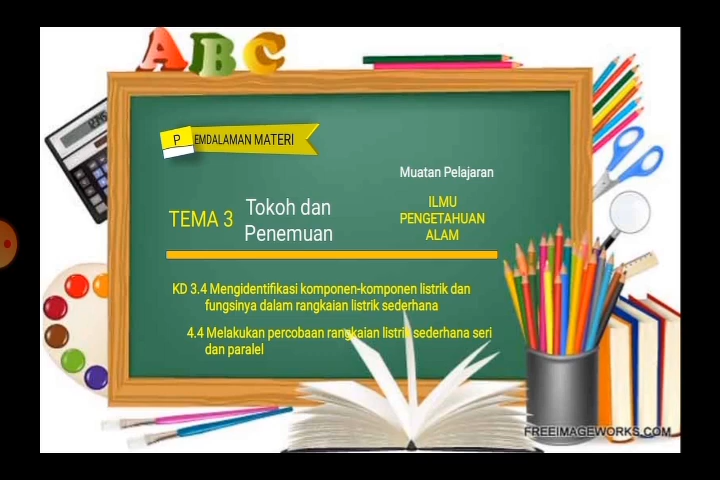 ABC
PEMDALAMAN MATERI
Muatan Pelajaran
TEMA 3
Tokoh dan
Penemuan
ILMU
PENGETAHUAN
ALAM
KD 3.4 Mengidentifikasi komponen-komponen listrik dan
fungsinya dalam rangkaian listrik sederhana
4.4 Melakukan percobaan rangkaian listrik sederhana seri
dan paralel
FREEIMAGEWORKS.COM